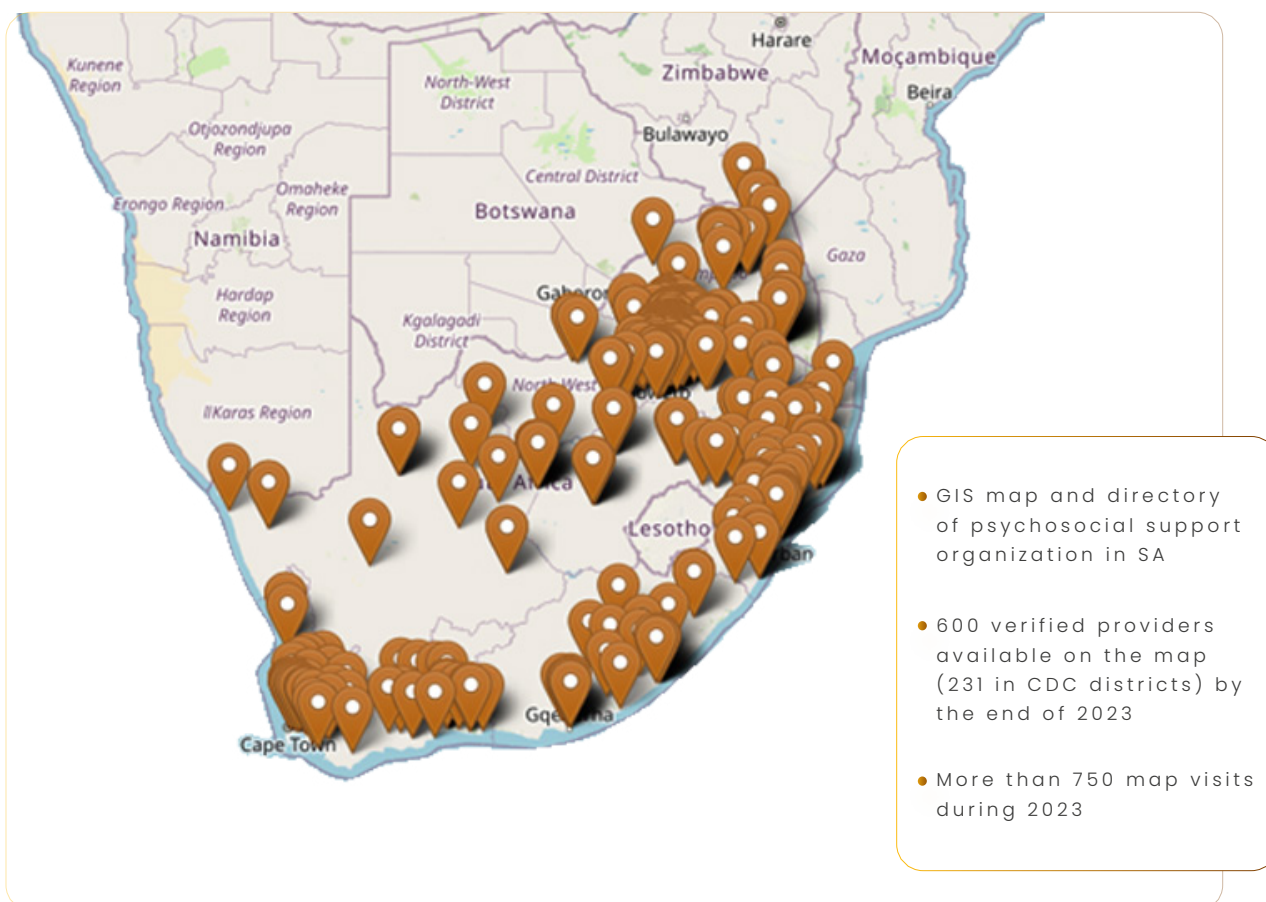 Harare
Moçambique
Kunene
Region
Zimbabwe
North-West
District
Beira
Otjozondjupa
Region
Bulawayo
Central District
Omaheke
Region
Erongo Region
Botswana
Namibia
Gaza
Hardap
Region
Kgalagadi
District
North West
IlKaras Region
Lesotho
Cape Town
GIS map and directory
of psychosocial support
organization in SA
600 verified providers
available on the map
(231 in CDC districts) by
the end of 2023
More than 750 map visits
during 2023